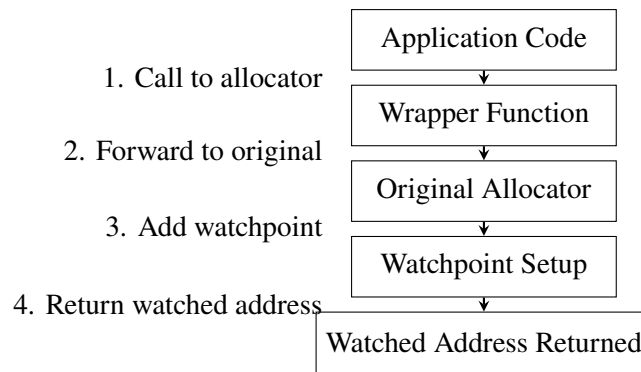 Application Code
1. Call to allocator
Wrapper Function
2. Forward to original
Original Allocator
3. Add watchpoint
Watchpoint Setup
4. Return watched address
Watched Address Returned